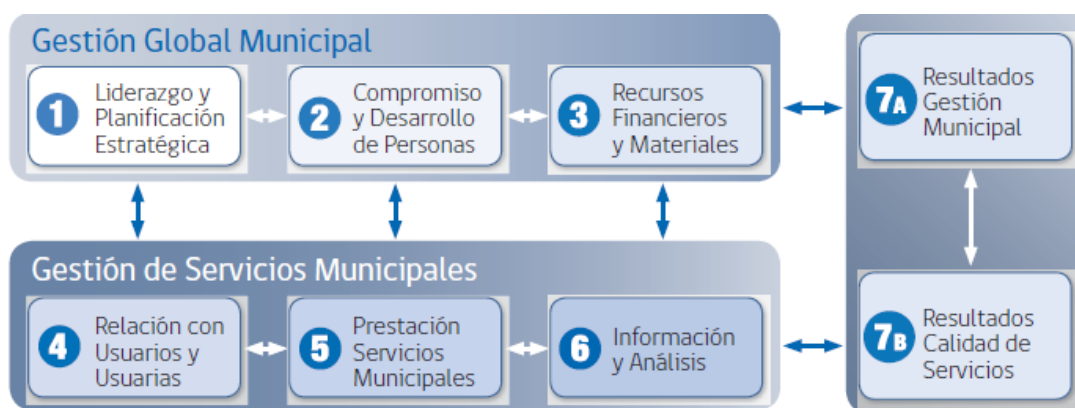 Gestión Global Municipal
1
Liderazgo y
Planificación
Estratégica
2
Compromiso
y Desarrollo
de Personas
3
Recursos
Financieros
y Materiales
7A
Resultados
Gestión
Municipal
Gestión de Servicios Municipales
4
Relación con
Usuarios y
Usuarias
5
Prestación
Servicios
Municipales
6
Información
y Análisis
7B
Resultados
Calidad de
Servicios